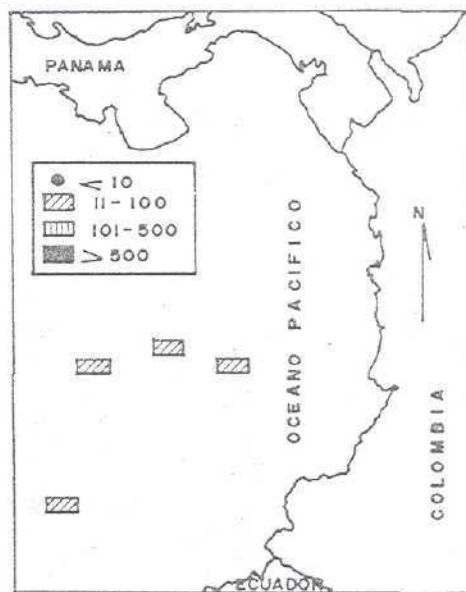 PANAMA
< 10
11-100
101-500
> 500
N
OCEANO PACIFICO
COLOMBIA
ECUADOR